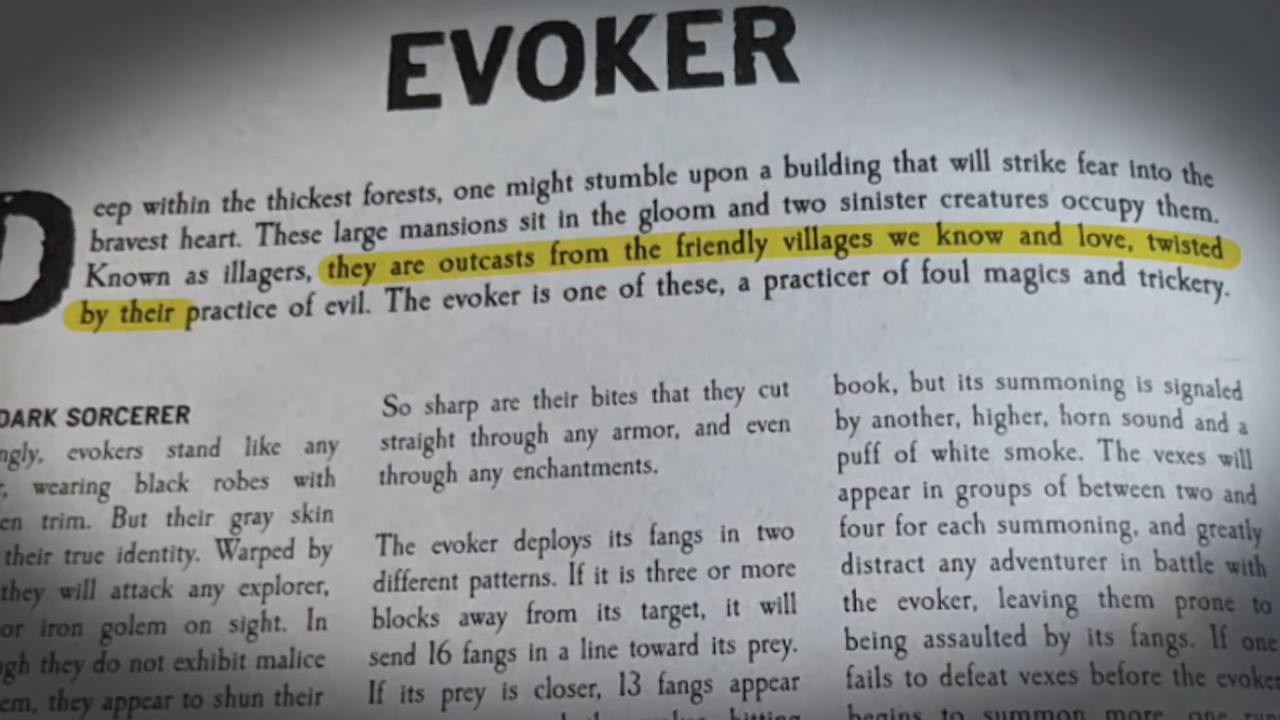 EVOKER
Deep within the thickest forests, one might stumble upon a building that will strike fear into the
bravest heart. These large mansions sit in the gloom and two sinister creatures occupy them.
Known as illagers, they are outcasts from the friendly villages we know and love, twisted
by their practice of evil. The evoker is one of these, a practicer of foul magics and trickery.
DARK SORCERER
ngly, evokers stand like any
, wearing black robes with
en trim. But their gray skin
their true identity. Warped by
they will attack any explorer,
or iron golem on sight. In
gh they do not exhibit malice
em, they appear to shun their
So sharp are their bites that they cut
straight through any armor, and even
through any enchantments.
The evoker deploys its fangs in two
different patterns. If it is three or more
blocks away from its target, it will
send 16 fangs in a line toward its prey.
If its prey is closer, 13 fangs appear
hitting
book, but its summoning is signaled
by another, higher, horn sound and a
puff of white smoke. The vexes will
appear in groups of between two and
four for each summoning, and greatly
distract any adventurer in battle with
the evoker, leaving them prone to
being assaulted by its fangs. If one
fails to defeat vexes before the evoker
begins to summon more, one